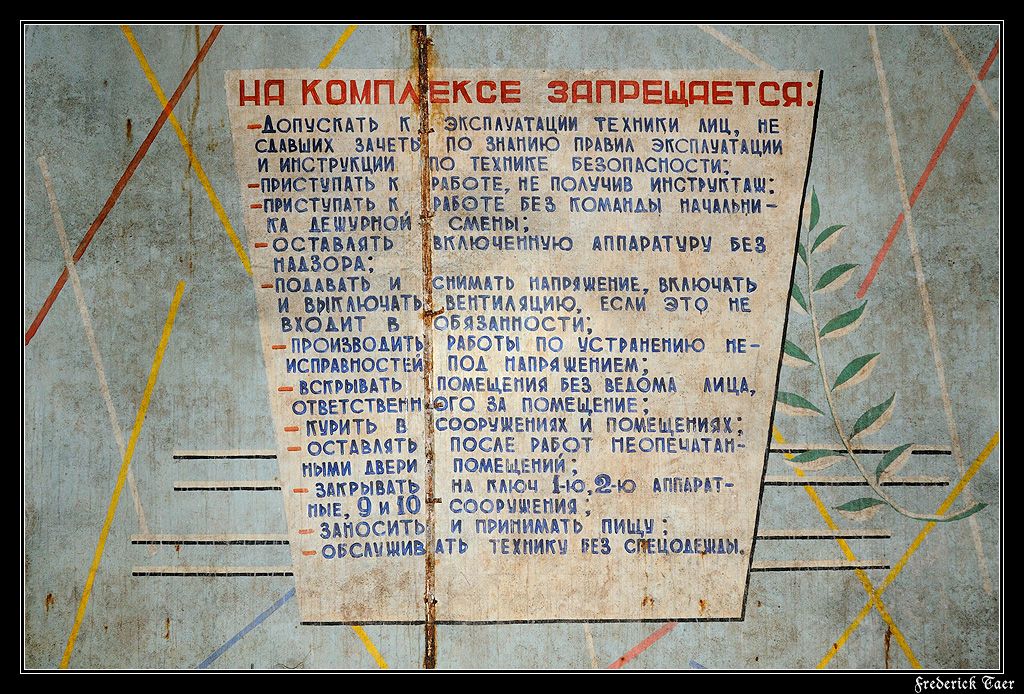 НА КОМПЛЕКСЕ ЗАПРЕЩАЕТСЯ:
– ДОПУСКАТЬ К ЭКСПЛУАТАЦИИ ТЕХНИКИ ЛИЦ, НЕ
СДАВШИХ ЗАЧЕТЫ ПО ЗНАНИЮ ПРАВИЛ ЭКСПЛУАТАЦИИ
И ИНСТРУКЦИИ ПО ТЕХНИКЕ БЕЗОПАСНОСТИ;
– ПРИСТУПАТЬ К РАБОТЕ, НЕ ПОЛУЧИВ ИНСТРУКТАЖ;
– ПРИСТУПАТЬ К РАБОТЕ БЕЗ КОМАНДЫ НАЧАЛЬНИ-
КА ДЕЖУРНОЙ СМЕНЫ;
– ОСТАВЛЯТЬ ВКЛЮЧЕННУЮ АППАРАТУРУ БЕЗ
НАДЗОРА;
– ПОДАВАТЬ И СНИМАТЬ НАПРЯЖЕНИЕ, ВКЛЮЧАТЬ
И ВЫКЛЮЧАТЬ ВЕНТИЛЯЦИЮ, ЕСЛИ ЭТО НЕ
ВХОДИТ В ОБЯЗАННОСТИ;
– ПРОИЗВОДИТЬ РАБОТЫ ПО УСТРАНЕНИЮ НЕ-
ИСПРАВНОСТЕЙ ПОД НАПРЯЖЕНИЕМ;
– ВСКРЫВАТЬ ПОМЕЩЕНИЯ БЕЗ ВЕДОМА ЛИЦА,
ОТВЕТСТВЕННОГО ЗА ПОМЕЩЕНИЕ;
– КУРИТЬ В СООРУЖЕНИЯХ И ПОМЕЩЕНИЯХ;
– ОСТАВЛЯТЬ ПОСЛЕ РАБОТ НЕОПЕЧАТАН-
НЫМИ ДВЕРИ ПОМЕЩЕНИЙ;
– ЗАКРЫВАТЬ НА КЛЮЧ 1-Ю, 2-Ю АППАРАТ-
НЫЕ, 9 И 10 СООРУЖЕНИЯ;
– ЗАНОСИТЬ И ПРИНИМАТЬ ПИЩУ;
– ОБСЛУЖИВАТЬ ТЕХНИКУ БЕЗ СПЕЦОДЕЖДЫ.
Frederick Taer